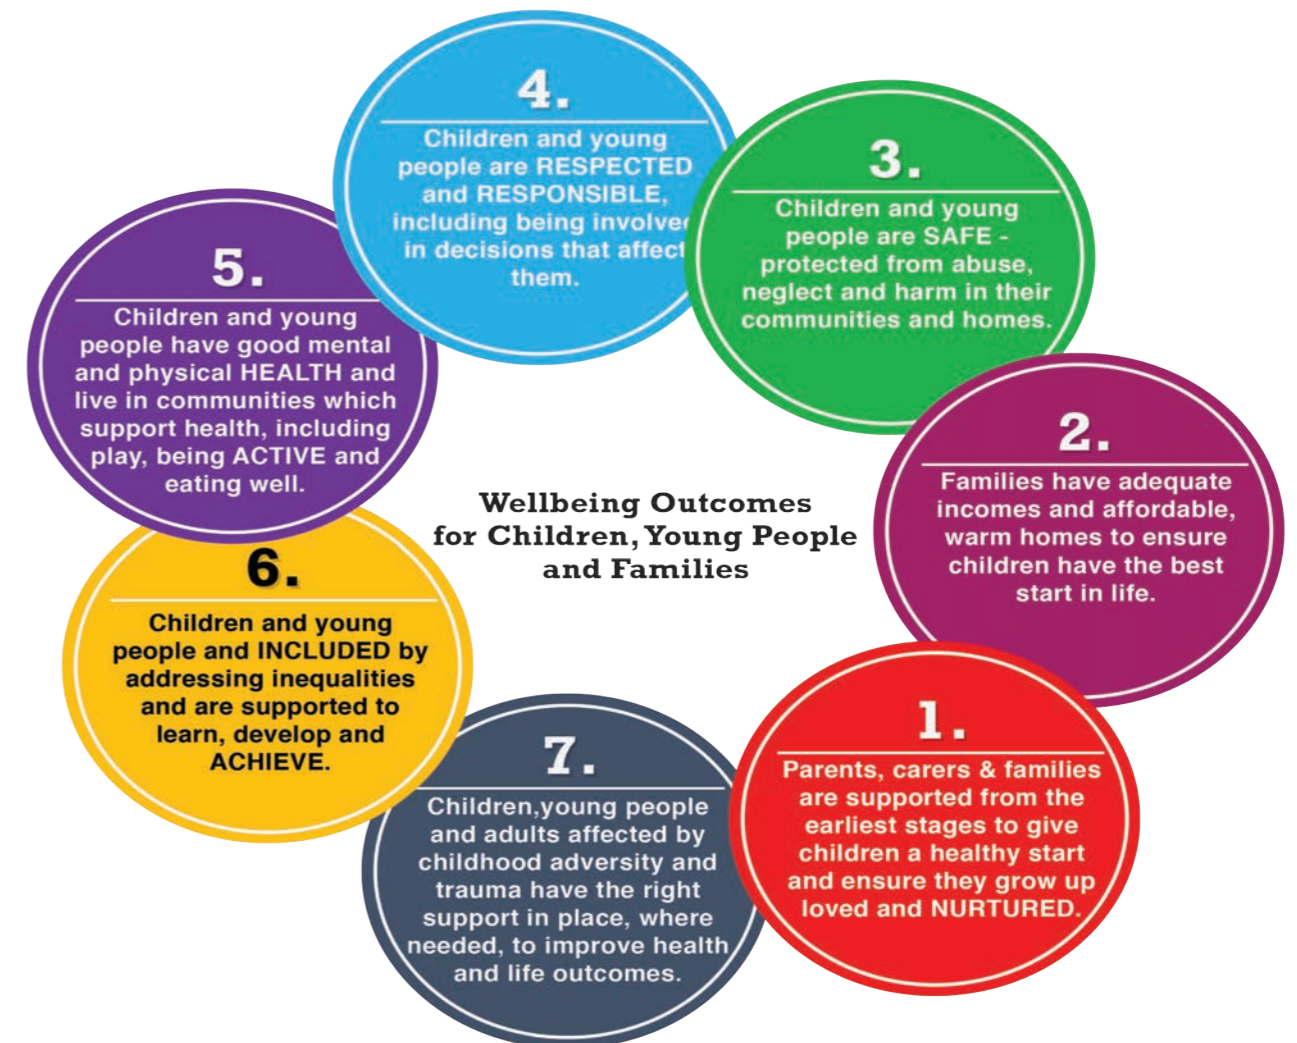 4.
Children and young
people are RESPECTED
and RESPONSIBLE,
including being involved
in decisions that affect
them.
3.
Children and young
people are SAFE -
protected from abuse,
neglect and harm in their
communities and homes.
5.
Children and young
people have good mental
and physical HEALTH and
live in communities which
support health, including
play, being ACTIVE and
eating well.
2.
Families have adequate
incomes and affordable,
warm homes to ensure
children have the best
start in life.
Wellbeing Outcomes
for Children, Young People
and Families
6.
Children and young
people and INCLUDED by
addressing inequalities
and are supported to
learn, develop and
ACHIEVE.
1.
Parents, carers & families
are supported from the
earliest stages to give
children a healthy start
and ensure they grow up
loved and NURTURED.
7.
Children,young people
and adults affected by
childhood adversity and
trauma have the right
support in place, where
needed, to improve health
and life outcomes.